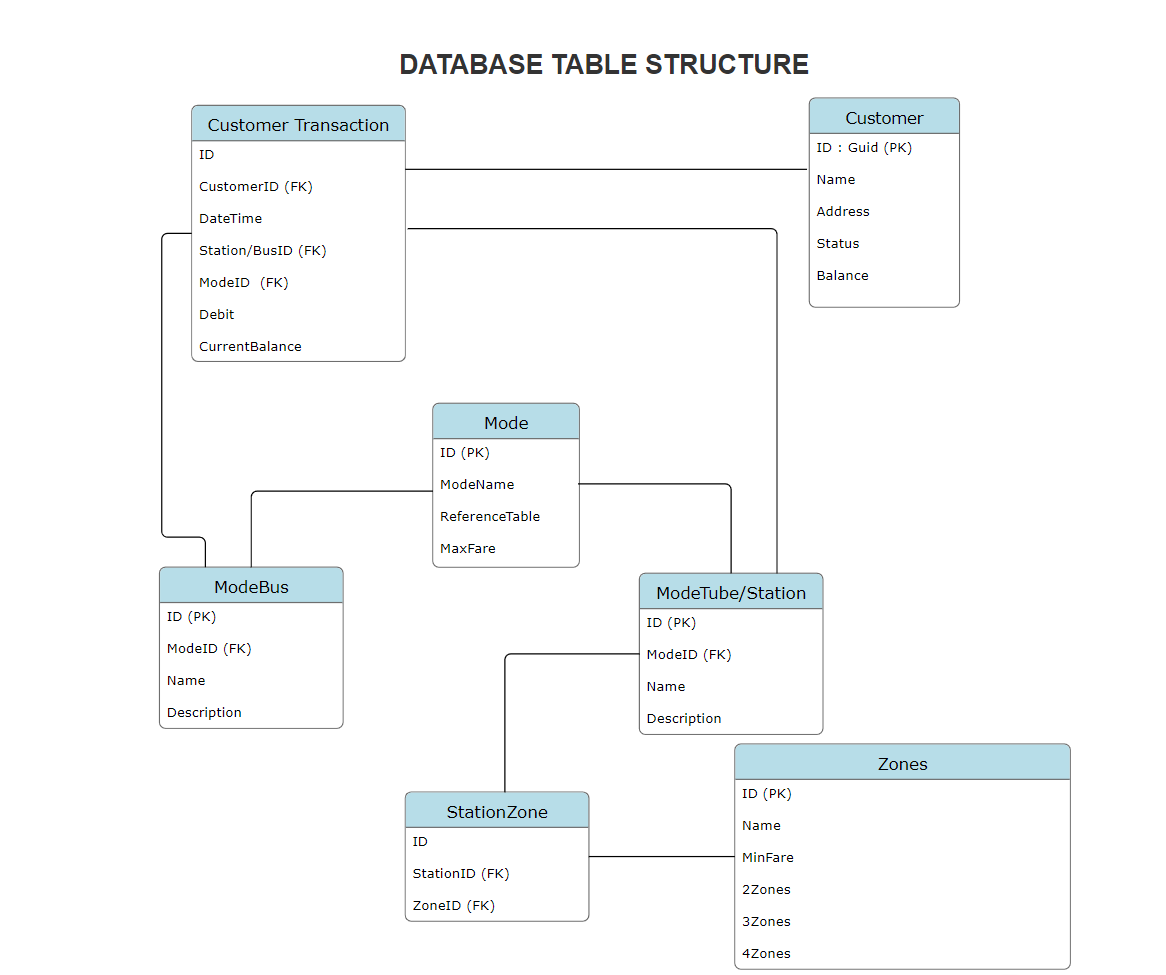 DATABASE TABLE STRUCTURE
Customer Transaction
ID
CustomerID (FK)
DateTime
Station/BusID (FK)
ModeID  (FK)
Debit
CurrentBalance
Customer
ID : Guid (PK)
Name
Address
Status
Balance
Mode
ID (PK)
ModeName
ReferenceTable
MaxFare
ModeBus
ID (PK)
ModeID (FK)
Name
Description
ModeTube/Station
ID (PK)
ModeID (FK)
Name
Description
StationZone
ID
StationID (FK)
ZoneID (FK)
Zones
ID (PK)
Name
MinFare
2Zones
3Zones
4Zones